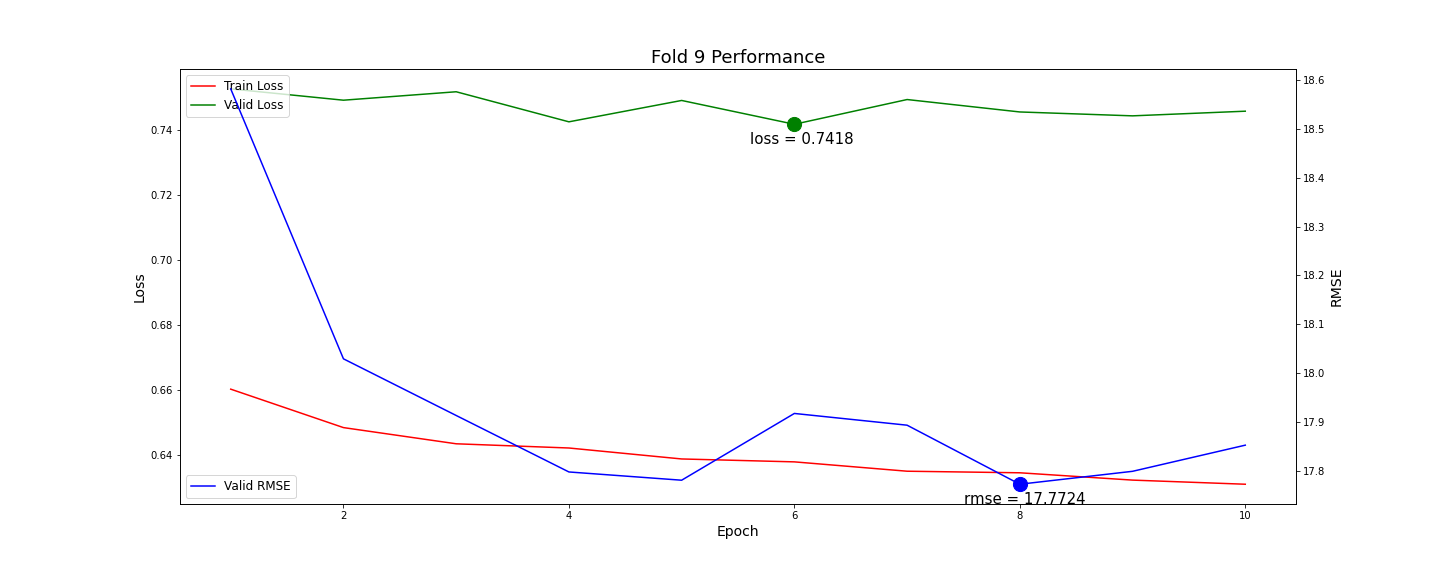 Fold 9 Performance
Train Loss
Valid Loss
Valid RMSE
loss = 0.7418
rmse = 17.7724
Loss
0.74
0.72
0.70
0.68
0.66
0.64
RMSE
18.6
18.5
18.4
18.3
18.2
18.1
18.0
17.9
17.8
2 4 6 8 10
Epoch